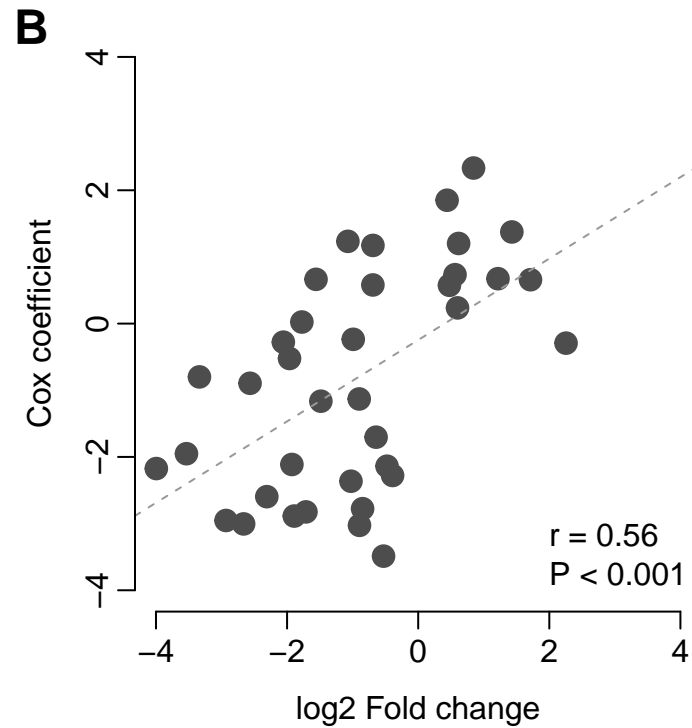 B
4
2
0
−2
−4
Cox coefficient
r = 0.56
P < 0.001
−4 −2 0 2 4
log2 Fold change